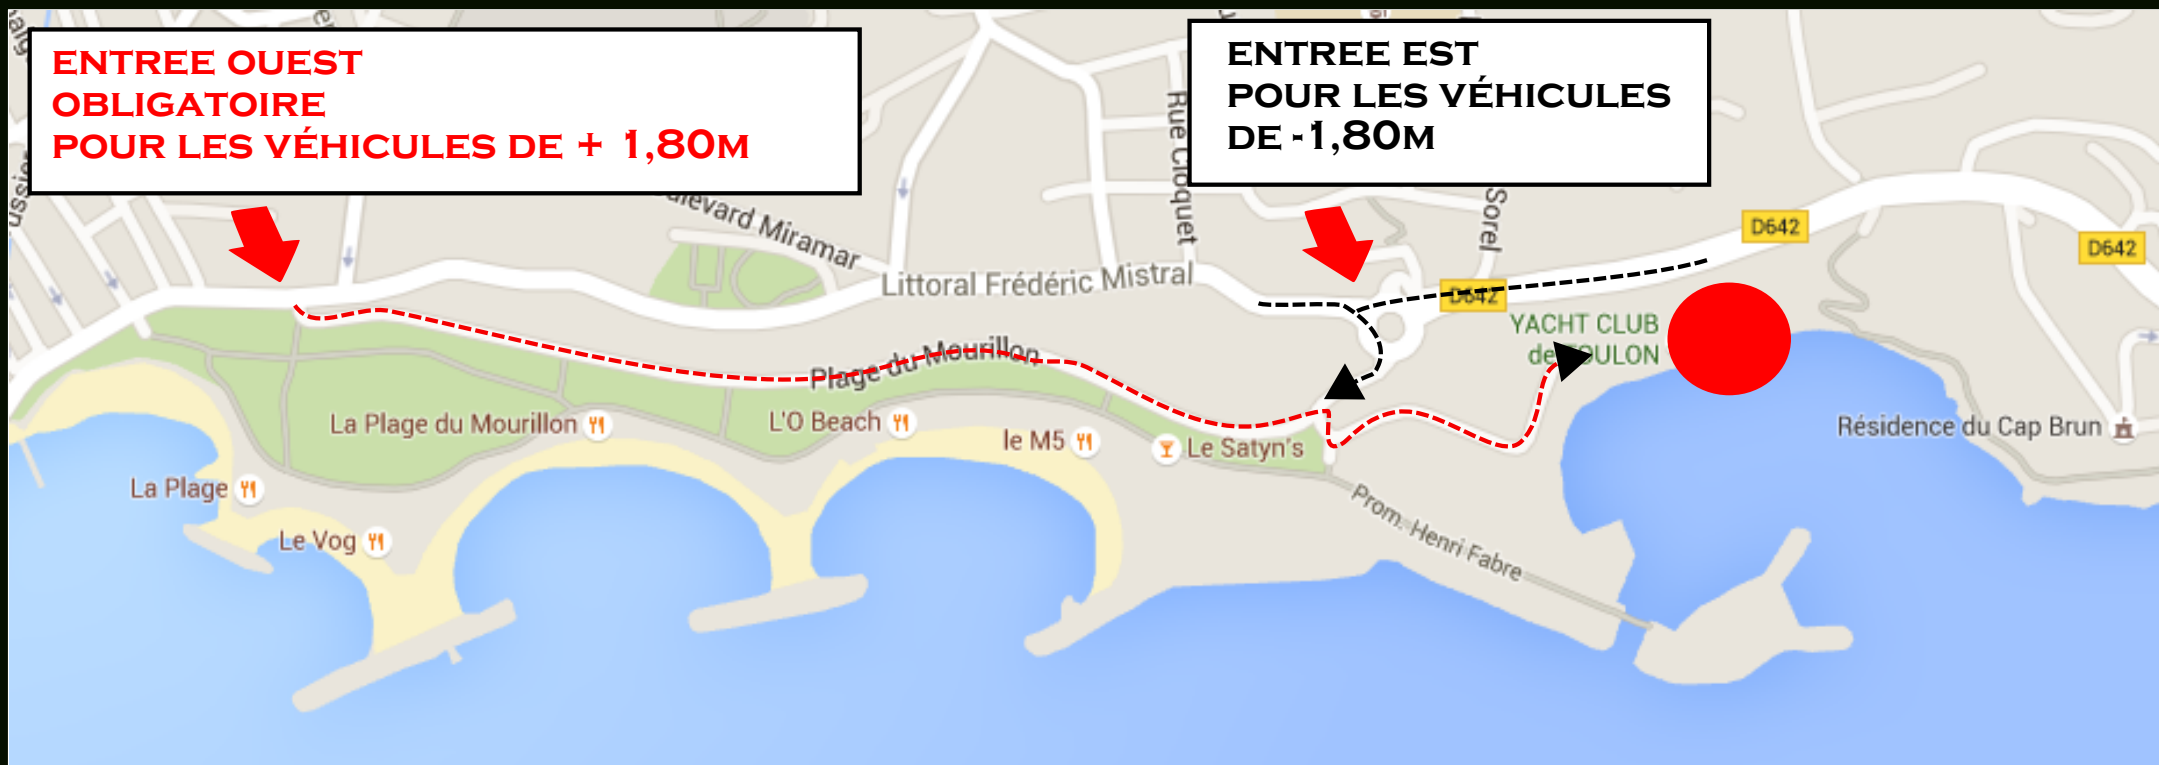 ENTREE OUEST
OBLIGATOIRE
POUR LES VÉHICULES DE + 1,80M
ENTREE EST
POUR LES VÉHICULES
DE -1,80M
Miramar
Rue Cloquet
Sorel
D642
D642
D642
Littoral Frédéric Mistral
YACHT CLUB
de TOULON
Plage du Mourillon
La Plage du Mourillon
L'O Beach
le M5
Le Satyn's
Résidence du Cap Brun
La Plage
Le Vog
Prom. Henri Fabre